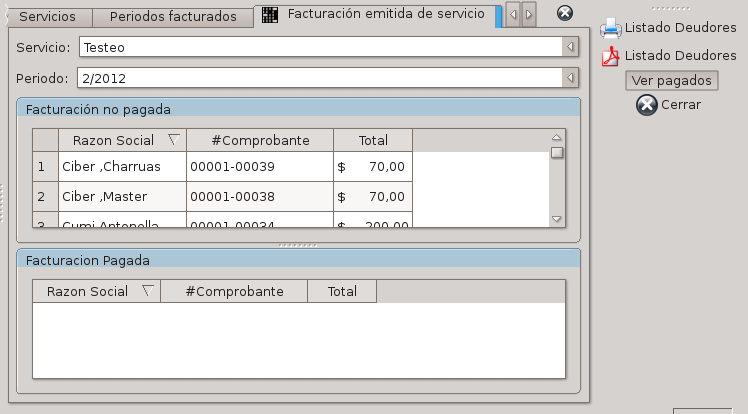 Servicios Periodos facturados Facturación emitida de servicio
Servicio: Testeo
Periodo: 2/2012
Facturación no pagada
Razon Social #Comprobante Total
1 Ciber ,Charruas 00001-00039 $ 70,00
2 Ciber ,Master 00001-00038 $ 70,00
3 Cumi Antonella 00001-00034 $ 200,00
Facturacion Pagada
Razon Social #Comprobante Total
Listado Deudores
Listado Deudores
Ver pagados
Cerrar